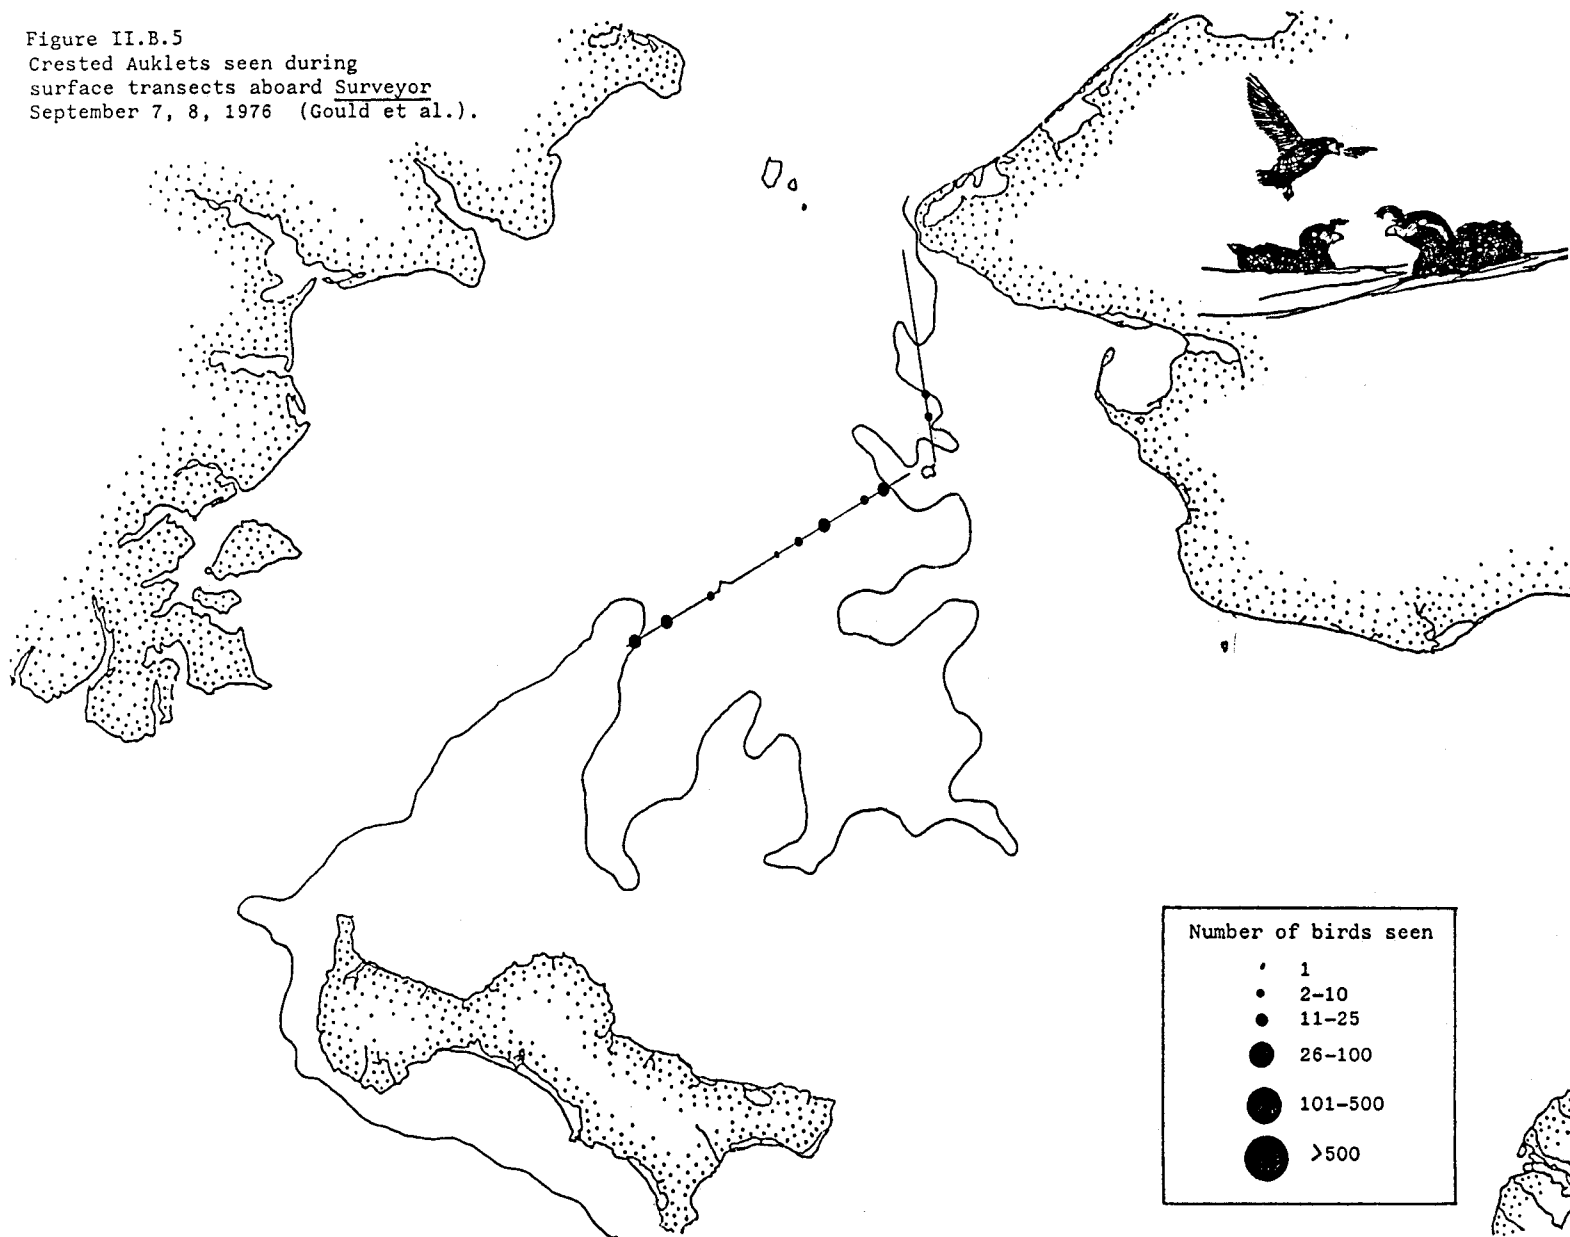 Figure II.B.5
Crested Auklets seen during
surface transects aboard Surveyor
September 7, 8, 1976 (Gould et al.).
Number of birds seen
1
2-10
11-25
26-100
101-500
>500